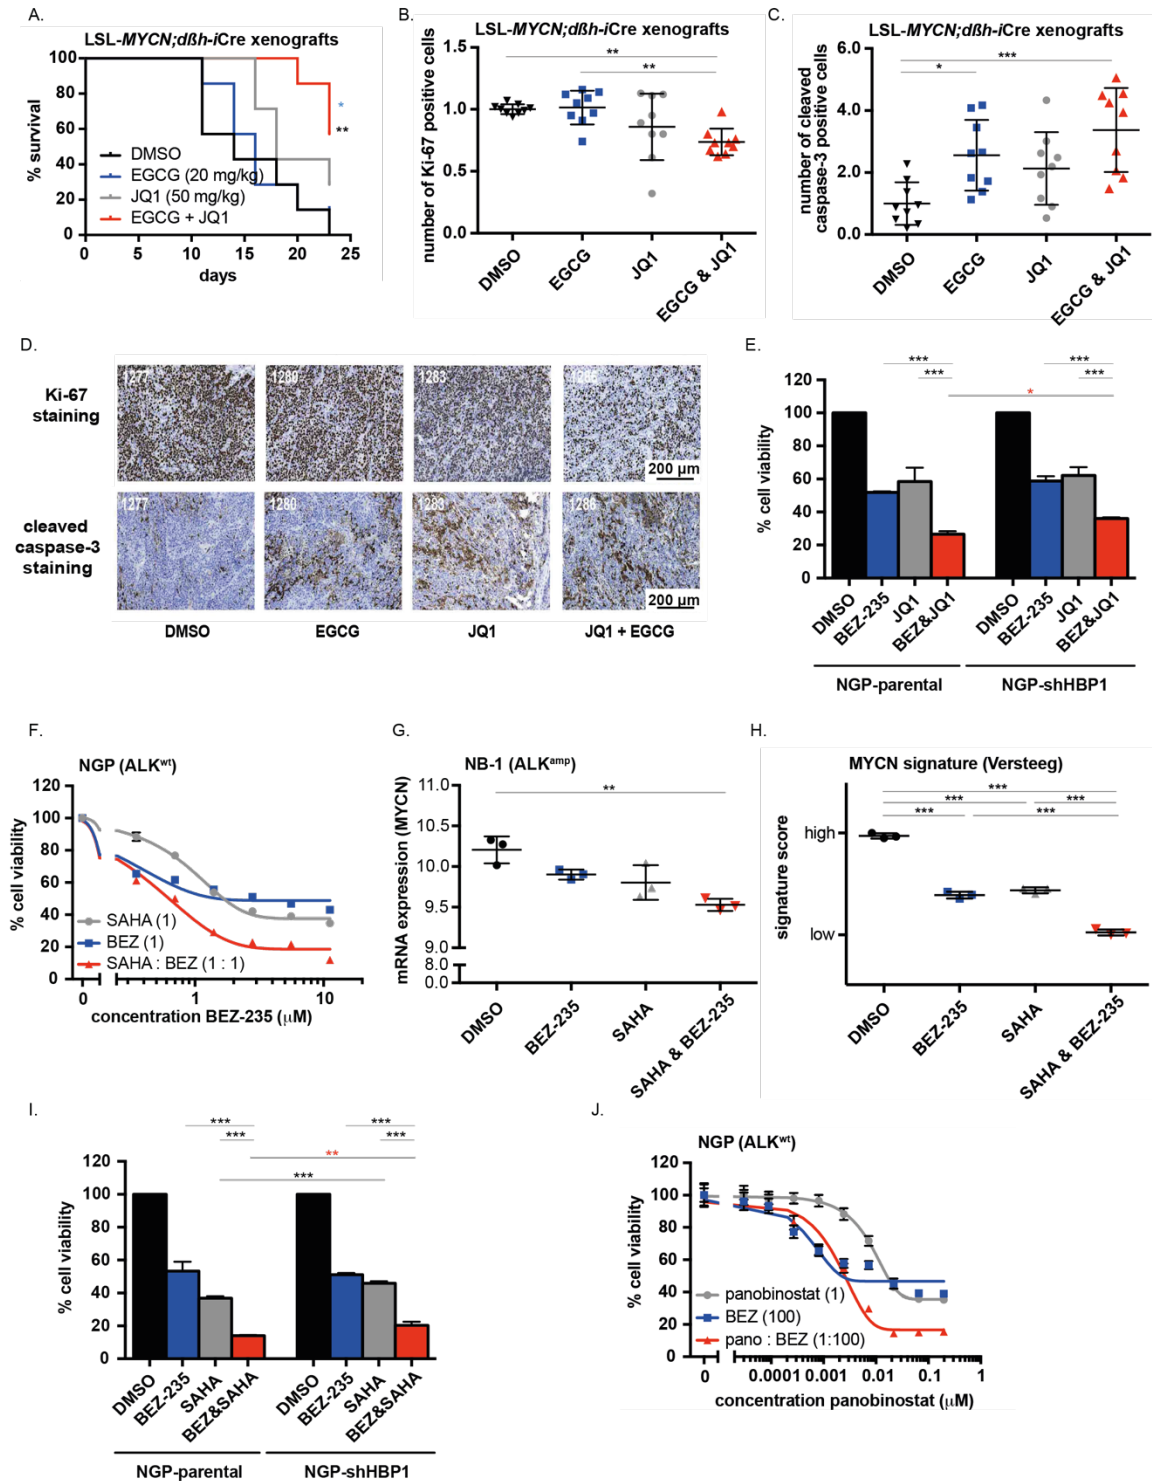 A.
LSL-MYCN;dßh-iCre xenografts
% survival
100
80
60
40
20
0
DMSO
EGCG (20 mg/kg)
JQ1 (50 mg/kg)
EGCG + JQ1
*
**
0
5
10
15
20
25
days
B.
LSL-MYCN;dßh-iCre xenografts
number of Ki-67 positive cells
**
**
1.5
1.0
0.5
0.0
DMSO
EGCG
JQ1
EGCG & JQ1
C.
LSL-MYCN;dßh-iCre xenografts
number of cleaved
caspase-3 positive cells
***
*
6.0
4.0
2.0
0.0
DMSO
EGCG
JQ1
EGCG & JQ1
D.
Ki-67
staining
1277
1280
1283
1286
200 µm
cleaved
caspase-3
staining
1277
1280
1283
1286
200 µm
DMSO
EGCG
JQ1
JQ1 + EGCG
E.
% cell viability
*** ***
*** ***
*
120
100
80
60
40
20
0
DMSO
BEZ-235
JQ1
BEZ&JQ1
DMSO
BEZ-235
JQ1
BEZ&JQ1
NGP-parental
NGP-shHBP1
F.
NGP (ALKwt)
% cell viability
120
100
80
60
40
20
0
SAHA (1)
BEZ (1)
SAHA : BEZ (1 : 1)
0
1
10
concentration BEZ-235 (µM)
G.
NB-1 (ALKamp)
mRNA expression (MYCN)
**
11.0
10.5
10.0
9.5
9.0
8.0
0.0
DMSO
BEZ-235
SAHA
SAHA & BEZ-235
H.
MYCN signature (Versteeg)
signature score
***
*** ***
*** ***
high
low
DMSO
BEZ-235
SAHA
SAHA & BEZ-235
I.
% cell viability
*** ***
*** ***
**
***
120
100
80
60
40
20
0
DMSO
BEZ-235
SAHA
BEZ&SAHA
DMSO
BEZ-235
SAHA
BEZ&SAHA
NGP-parental
NGP-shHBP1
J.
NGP (ALKwt)
% cell viability
120
100
80
60
40
20
0
panobinostat (1)
BEZ (100)
pano : BEZ (1:100)
0
0.0001
0.001
0.01
0.1
1
concentration panobinostat (µM)